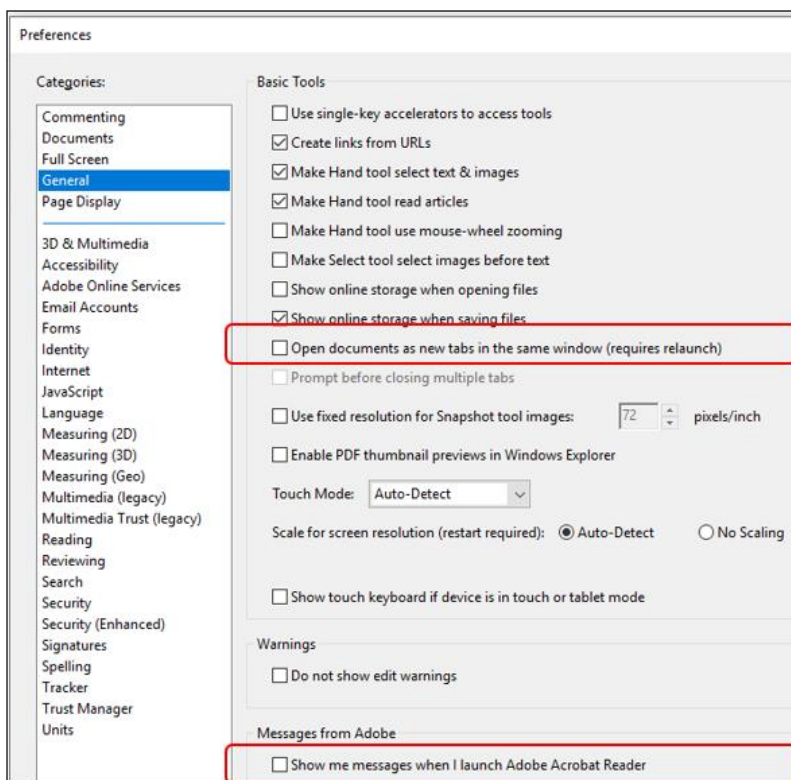 Preferences
Categories:
Commenting
Documents
Full Screen
General
Page Display
3D & Multimedia
Accessibility
Adobe Online Services
Email Accounts
Forms
Identity
Internet
JavaScript
Language
Measuring (2D)
Measuring (3D)
Measuring (Geo)
Multimedia (legacy)
Multimedia Trust (legacy)
Reading
Reviewing
Search
Security
Security (Enhanced)
Signatures
Spelling
Tracker
Trust Manager
Units
Basic Tools
Use single-key accelerators to access tools
Create links from URLs
Make Hand tool select text & images
Make Hand tool read articles
Make Hand tool use mouse-wheel zooming
Make Select tool select images before text
Show online storage when opening files
Show online storage when saving files
Open documents as new tabs in the same window (requires relaunch)
Prompt before closing multiple tabs
Use fixed resolution for Snapshot tool images: 72 pixels/inch
Enable PDF thumbnail previews in Windows Explorer
Touch Mode: Auto-Detect
Scale for screen resolution (restart required): Auto-Detect No Scaling
Show touch keyboard if device is in touch or tablet mode
Warnings
Do not show edit warnings
Messages from Adobe
Show me messages when I launch Adobe Acrobat Reader